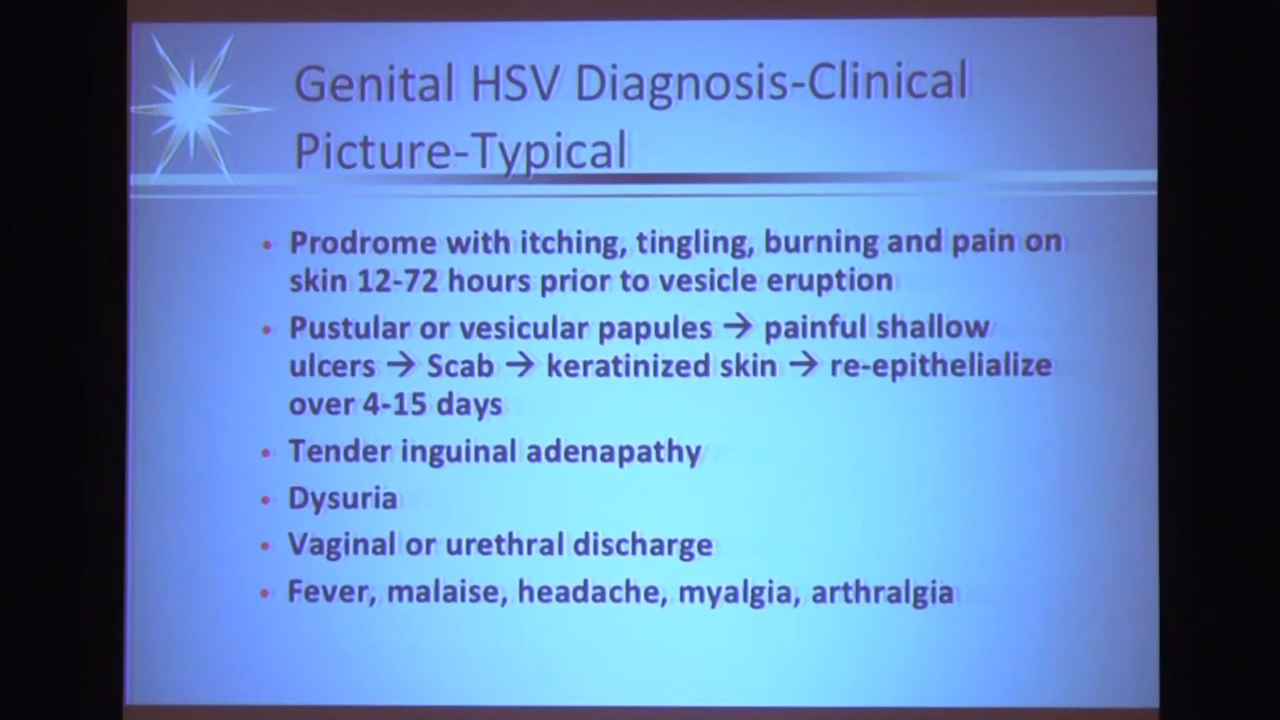 Genital HSV Diagnosis-Clinical
Picture-Typical
• Prodrome with itching, tingling, burning and pain on
skin 12-72 hours prior to vesicle eruption
• Pustular or vesicular papules → painful shallow
ulcers → Scab → keratinized skin → re-epithelialize
over 4-15 days
• Tender inguinal adenapathy
• Dysuria
• Vaginal or urethral discharge
• Fever, malaise, headache, myalgia, arthralgia